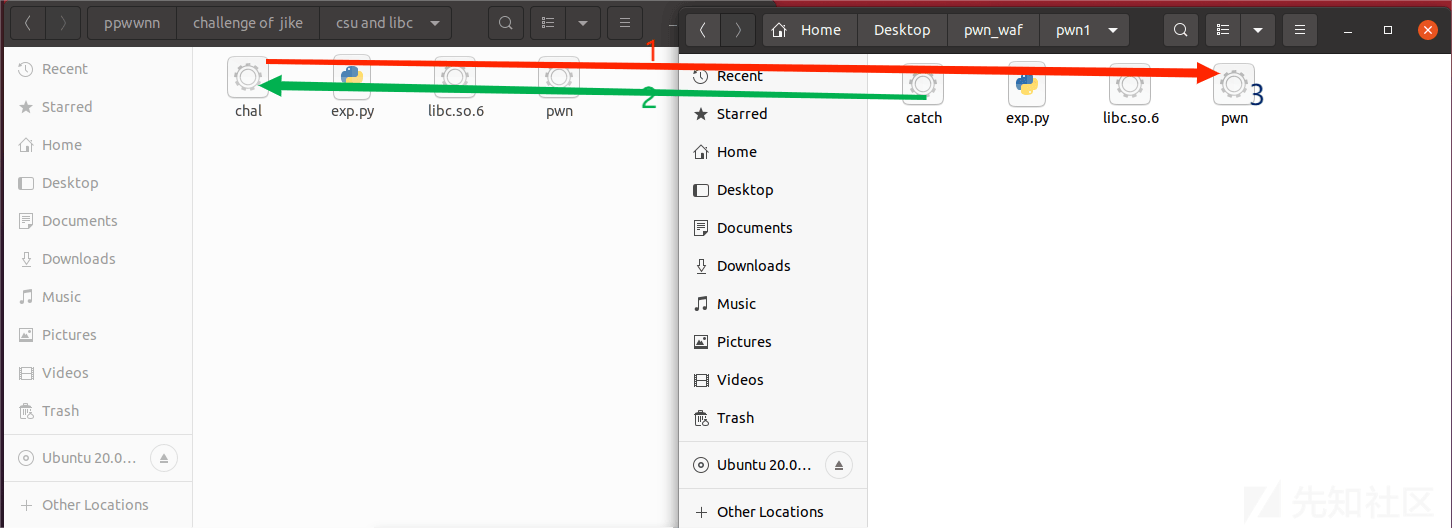 ppwwnn
challenge of jike
csu and libc
Recent
Starred
Home
Desktop
Documents
Downloads
Music
Pictures
Videos
Trash
Ubuntu 20.0…
Other Locations
chal
exp.py
libc.so.6
pwn
1
2
Home
Desktop
pwn_waf
pwn1
Recent
Starred
Home
Desktop
Documents
Downloads
Music
Pictures
Videos
Trash
Ubuntu 20.0…
Other Locations
catch
exp.py
libc.so.6
pwn
3
先知社区